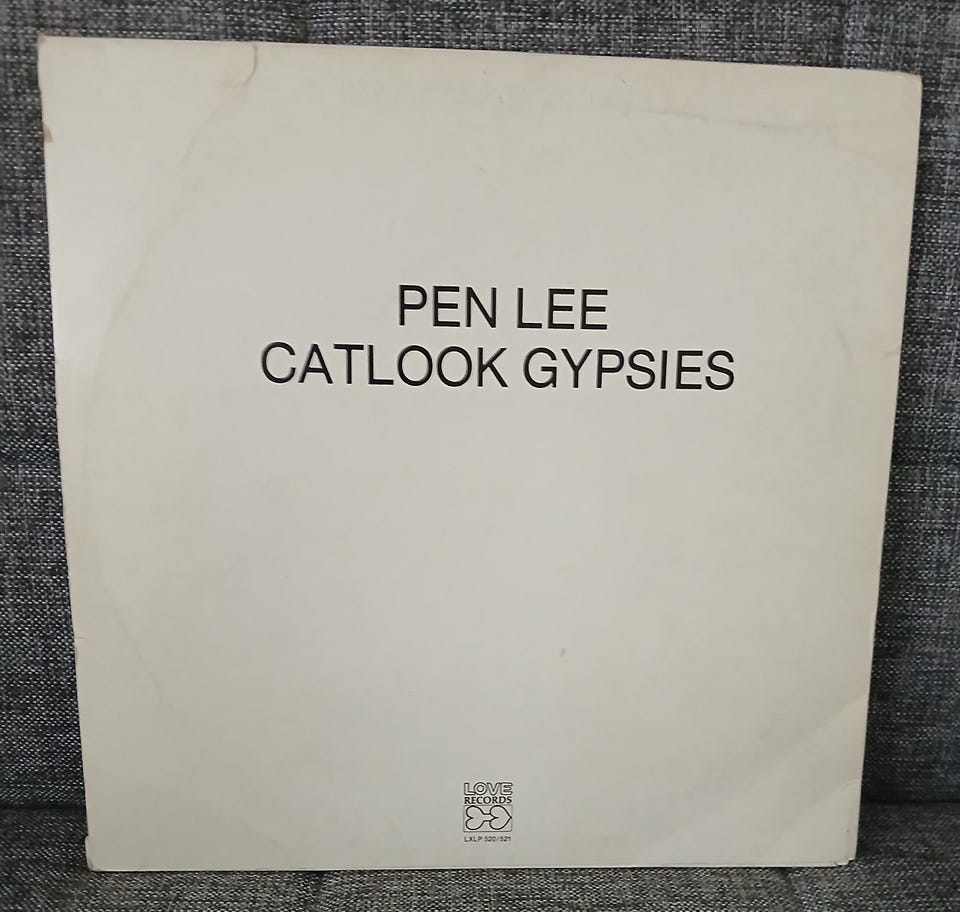 PEN LEE
CATLOOK GYPSIES
LOVE
RECORDS
LXLP 520/521